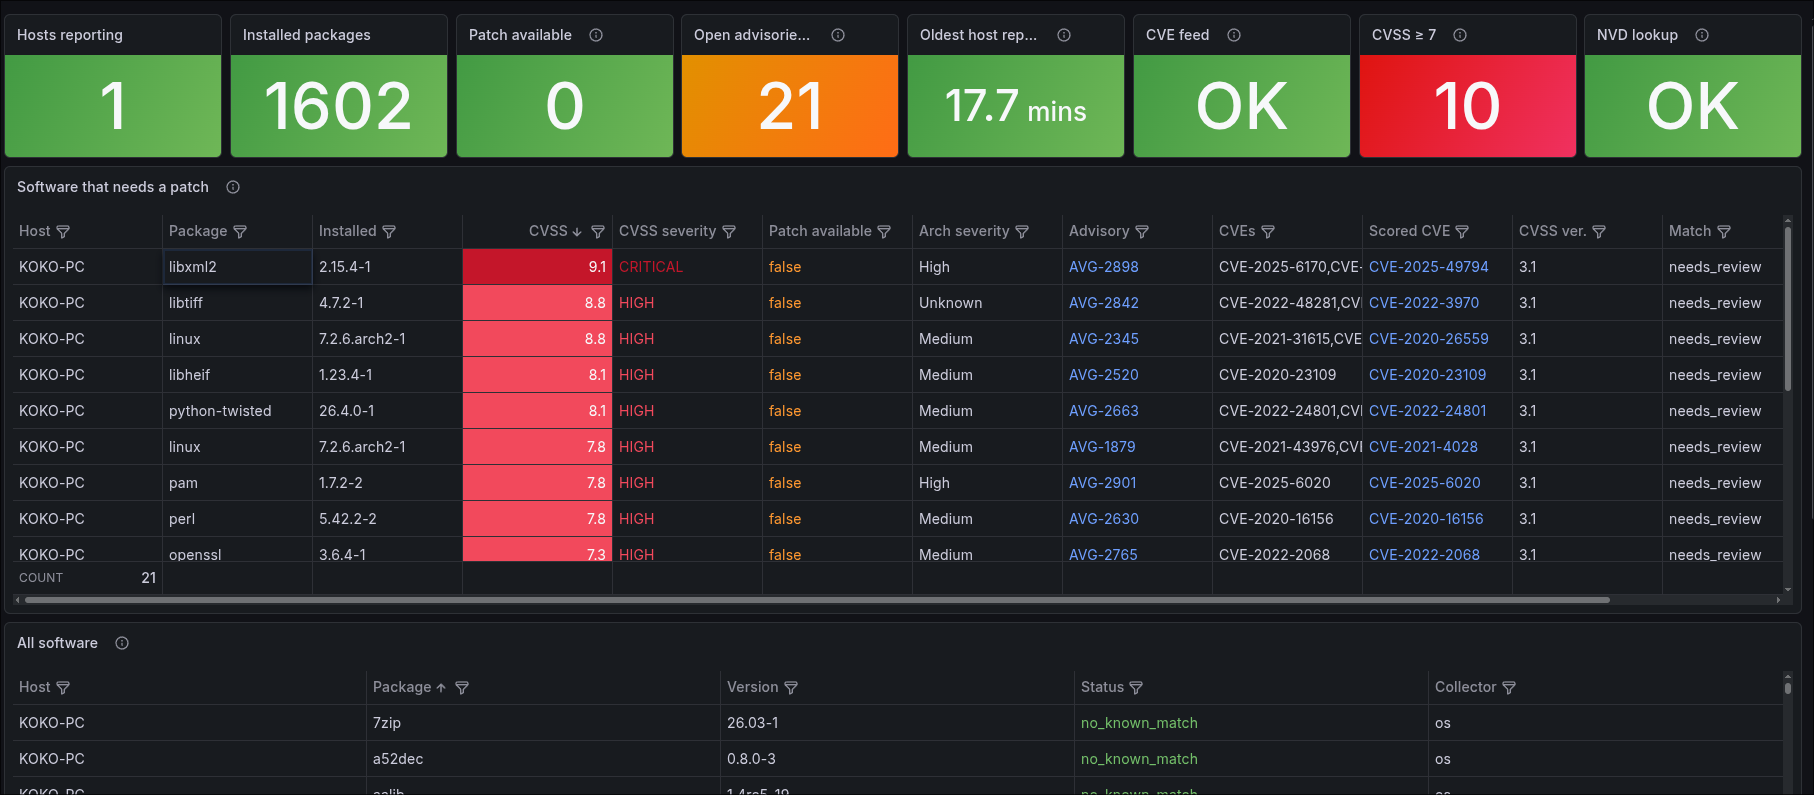 Hosts reporting Installed packages Patch available Open advisorie... Oldest host rep... CVE feed CVSS ≥ 7 NVD lookup
1 1602 0 21 17.7 mins OK 10 OK
Software that needs a patch
Host Package Installed CVSS CVSS severity Patch available Arch severity Advisory CVEs Scored CVE CVSS ver. Match
KOKO-PC libxml2 2.15.4-1 9.1 CRITICAL false High AVG-2898 CVE-2025-6170,CVE- CVE-2025-49794 3.1 needs_review
KOKO-PC libtiff 4.7.2-1 8.8 HIGH false Unknown AVG-2842 CVE-2022-48281,CV CVE-2022-3970 3.1 needs_review
KOKO-PC linux 7.2.6.arch2-1 8.8 HIGH false Medium AVG-2345 CVE-2021-31615,CVE CVE-2020-26559 3.1 needs_review
KOKO-PC libheif 1.23.4-1 8.1 HIGH false Medium AVG-2520 CVE-2020-23109 CVE-2020-23109 3.1 needs_review
KOKO-PC python-twisted 26.4.0-1 8.1 HIGH false Medium AVG-2663 CVE-2022-24801,CV CVE-2022-24801 3.1 needs_review
KOKO-PC linux 7.2.6.arch2-1 7.8 HIGH false Medium AVG-1879 CVE-2021-43976,CV CVE-2021-4028 3.1 needs_review
KOKO-PC pam 1.7.2-2 7.8 HIGH false High AVG-2901 CVE-2025-6020 CVE-2025-6020 3.1 needs_review
KOKO-PC perl 5.42.2-2 7.8 HIGH false Medium AVG-2630 CVE-2020-16156 CVE-2020-16156 3.1 needs_review
KOKO-PC openssl 3.6.4-1 7.3 HIGH false Medium AVG-2765 CVE-2022-2068 CVE-2022-2068 3.1 needs_review
COUNT 21
All software
Host Package Version Status Collector
KOKO-PC 7zip 26.03-1 no_known_match os
KOKO-PC a52dec 0.8.0-3 no_known_match os
KOKO-PC no_known_match os